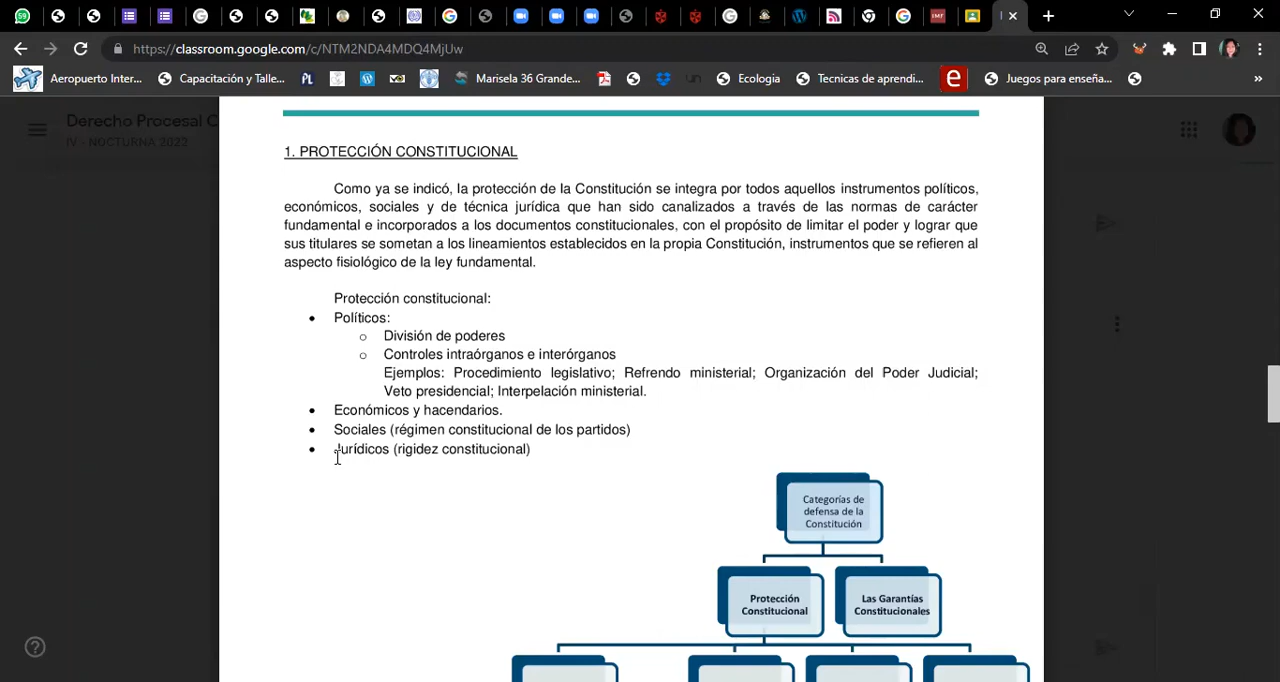 59
https://classroom.google.com/c/NTM2NDA4MDQ4MjUw
Aeropuerto Inter...
Capacitación y Talle...
Marisela 36 Grande...
Ecologia
Tecnicas de aprendi...
Juegos para enseña...
Derecho Procesal C
IV - NOCTURNA 2022
1. PROTECCIÓN CONSTITUCIONAL
Como ya se indicó, la protección de la Constitución se integra por todos aquellos instrumentos políticos,
económicos, sociales y de técnica jurídica que han sido canalizados a través de las normas de carácter
fundamental e incorporados a los documentos constitucionales, con el propósito de limitar el poder y lograr que
sus titulares se sometan a los lineamientos establecidos en la propia Constitución, instrumentos que se refieren al
aspecto fisiológico de la ley fundamental.
Protección constitucional:
• Políticos:
o División de poderes
o Controles intraórganos e interórganos
Ejemplos: Procedimiento legislativo; Refrendo ministerial; Organización del Poder Judicial;
Veto presidencial; Interpelación ministerial.
• Económicos y hacendarios.
• Sociales (régimen constitucional de los partidos)
• Jurídicos (rigidez constitucional)
Categorías de
defensa de la
Constitución
Protección
Constitucional
Las Garantías
Constitucionales